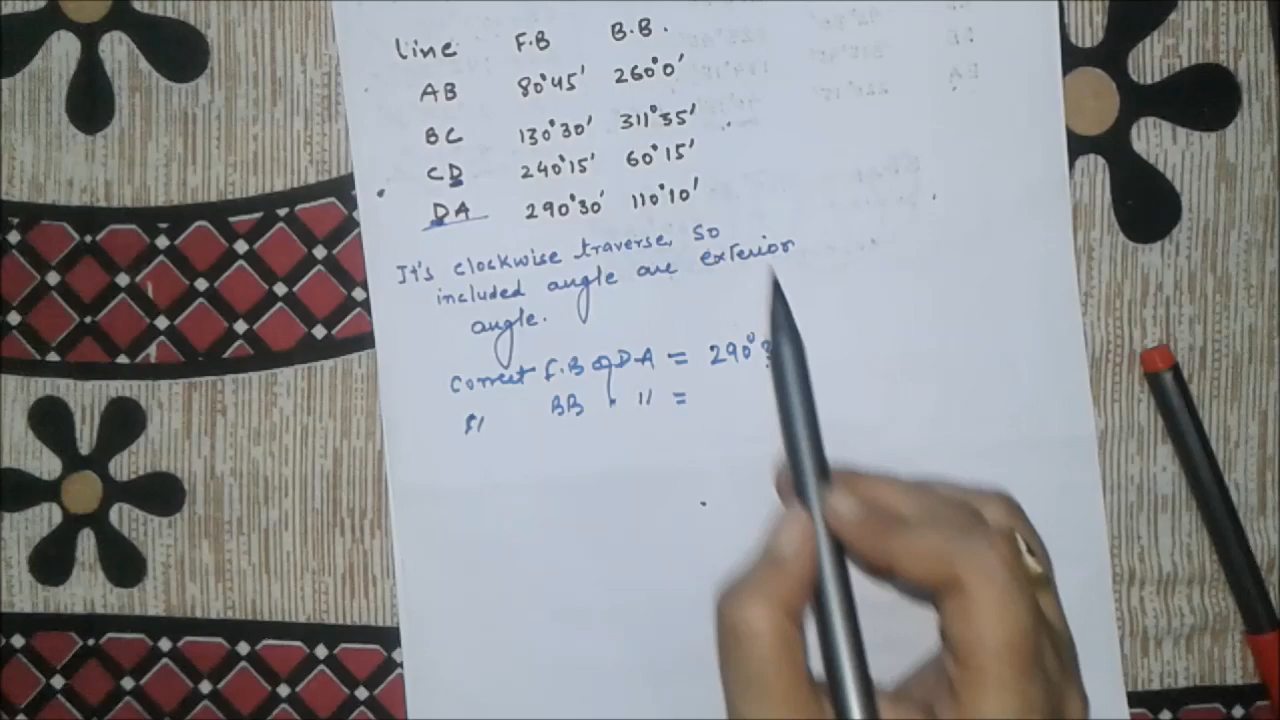 line F.B B.B.
AB 80°45' 260°0'
BC 130°30' 311°35'
CD 240°15' 60°15'
DA 290°30' 110°10'
It's clockwise traverse, so
included angle are exterior
angle.
Correct F.B of DA = 290°3
BB " =